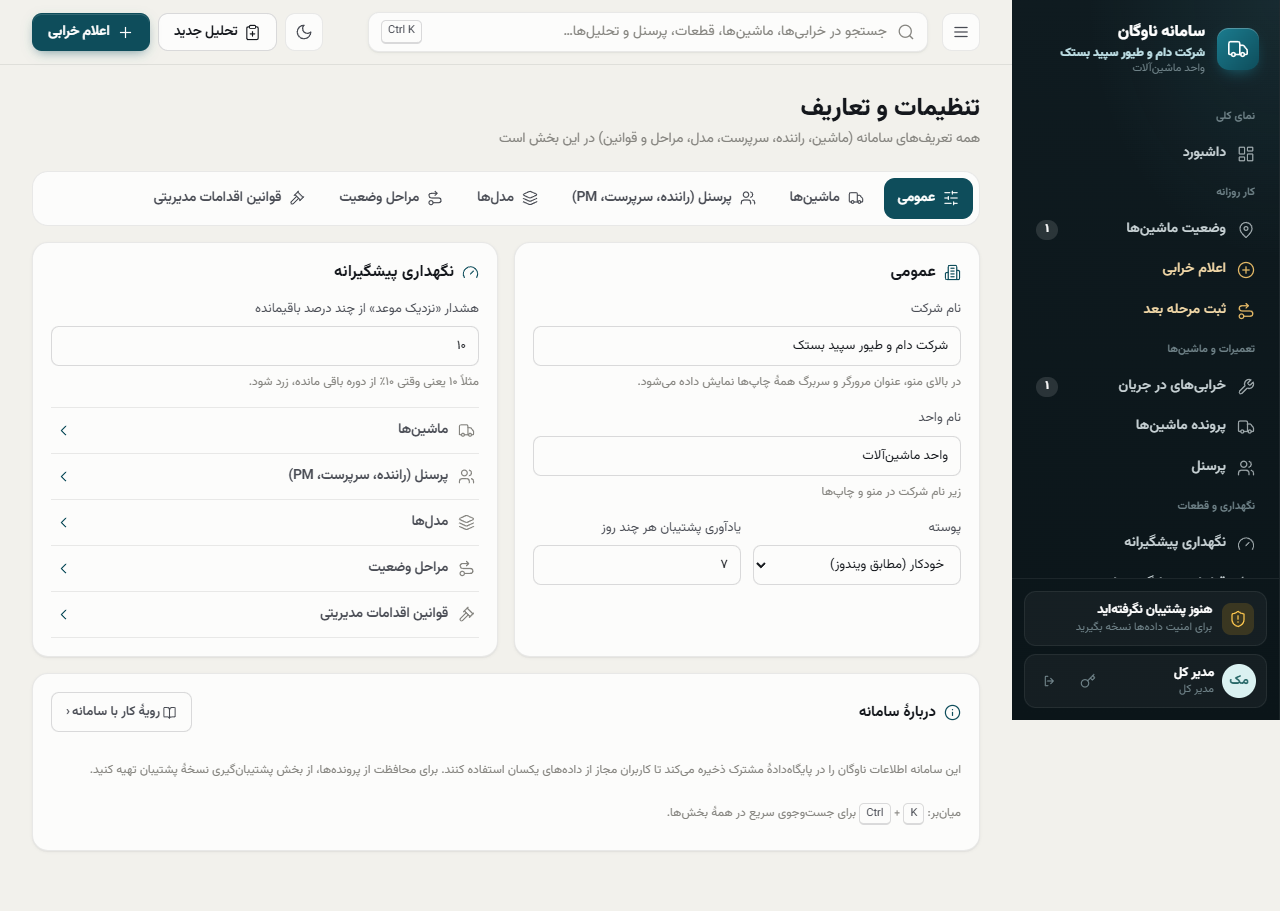 سامانه ناوگان
شرکت دام و طیور سپید بستک
واحد ماشین‌آلات
نمای کلی
داشبورد
کار روزانه
وضعیت ماشین‌ها
۱
اعلام خرابی
ثبت مرحله بعد
تعمیرات و ماشین‌ها
خرابی‌های در جریان
۱
پرونده ماشین‌ها
پرسنل
نگهداری و قطعات
نگهداری پیشگیرانه
هنوز پشتیبان نگرفته‌اید
برای امنیت داده‌ها نسخه بگیرید
مک
مدیر کل
مدیر کل
جستجو در خرابی‌ها، ماشین‌ها، قطعات، پرسنل و تحلیل‌ها...
Ctrl K
تحلیل جدید
اعلام خرابی
تنظیمات و تعاریف
همه تعریف‌های سامانه (ماشین، راننده، سرپرست، مدل، مراحل و قوانین) در این بخش است
عمومی
ماشین‌ها
پرسنل (راننده، سرپرست، PM)
مدل‌ها
مراحل وضعیت
قوانین اقدامات مدیریتی
عمومی
نام شرکت
شرکت دام و طیور سپید بستک
در بالای منو، عنوان مرورگر و سربرگ همهٔ چاپ‌ها نمایش داده می‌شود.
نام واحد
واحد ماشین‌آلات
زیر نام شرکت در منو و چاپ‌ها
پوسته
خودکار (مطابق ویندوز)
یادآوری پشتیبان هر چند روز
۷
نگهداری پیشگیرانه
هشدار «نزدیک موعد» از چند درصد باقیمانده
۱۰
مثلاً ۱۰ یعنی وقتی ۱۰٪ از دوره باقی مانده، زرد شود.
ماشین‌ها
پرسنل (راننده، سرپرست، PM)
مدل‌ها
مراحل وضعیت
قوانین اقدامات مدیریتی
دربارهٔ سامانه
رویهٔ کار با سامانه ‹
این سامانه اطلاعات ناوگان را در پایگاه‌دادهٔ مشترک ذخیره می‌کند تا کاربران مجاز از داده‌های یکسان استفاده کنند. برای محافظت از پرونده‌ها، از بخش پشتیبان‌گیری نسخهٔ پشتیبان تهیه کنید.
میان‌بر: K + Ctrl برای جست‌وجوی سریع در همهٔ بخش‌ها.